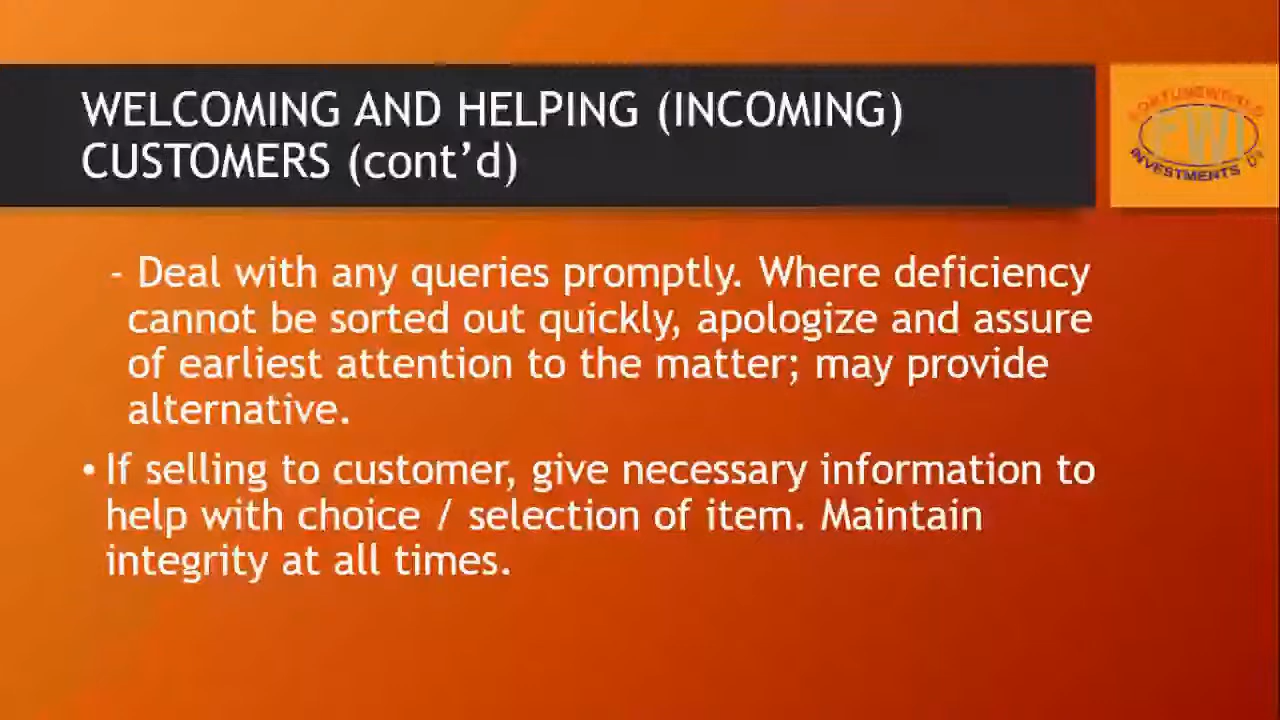 WELCOMING AND HELPING (INCOMING)
CUSTOMERS (cont’d)
FWI
INVESTMENTS
- Deal with any queries promptly. Where deficiency
cannot be sorted out quickly, apologize and assure
of earliest attention to the matter; may provide
alternative.
• If selling to customer, give necessary information to
help with choice / selection of item. Maintain
integrity at all times.